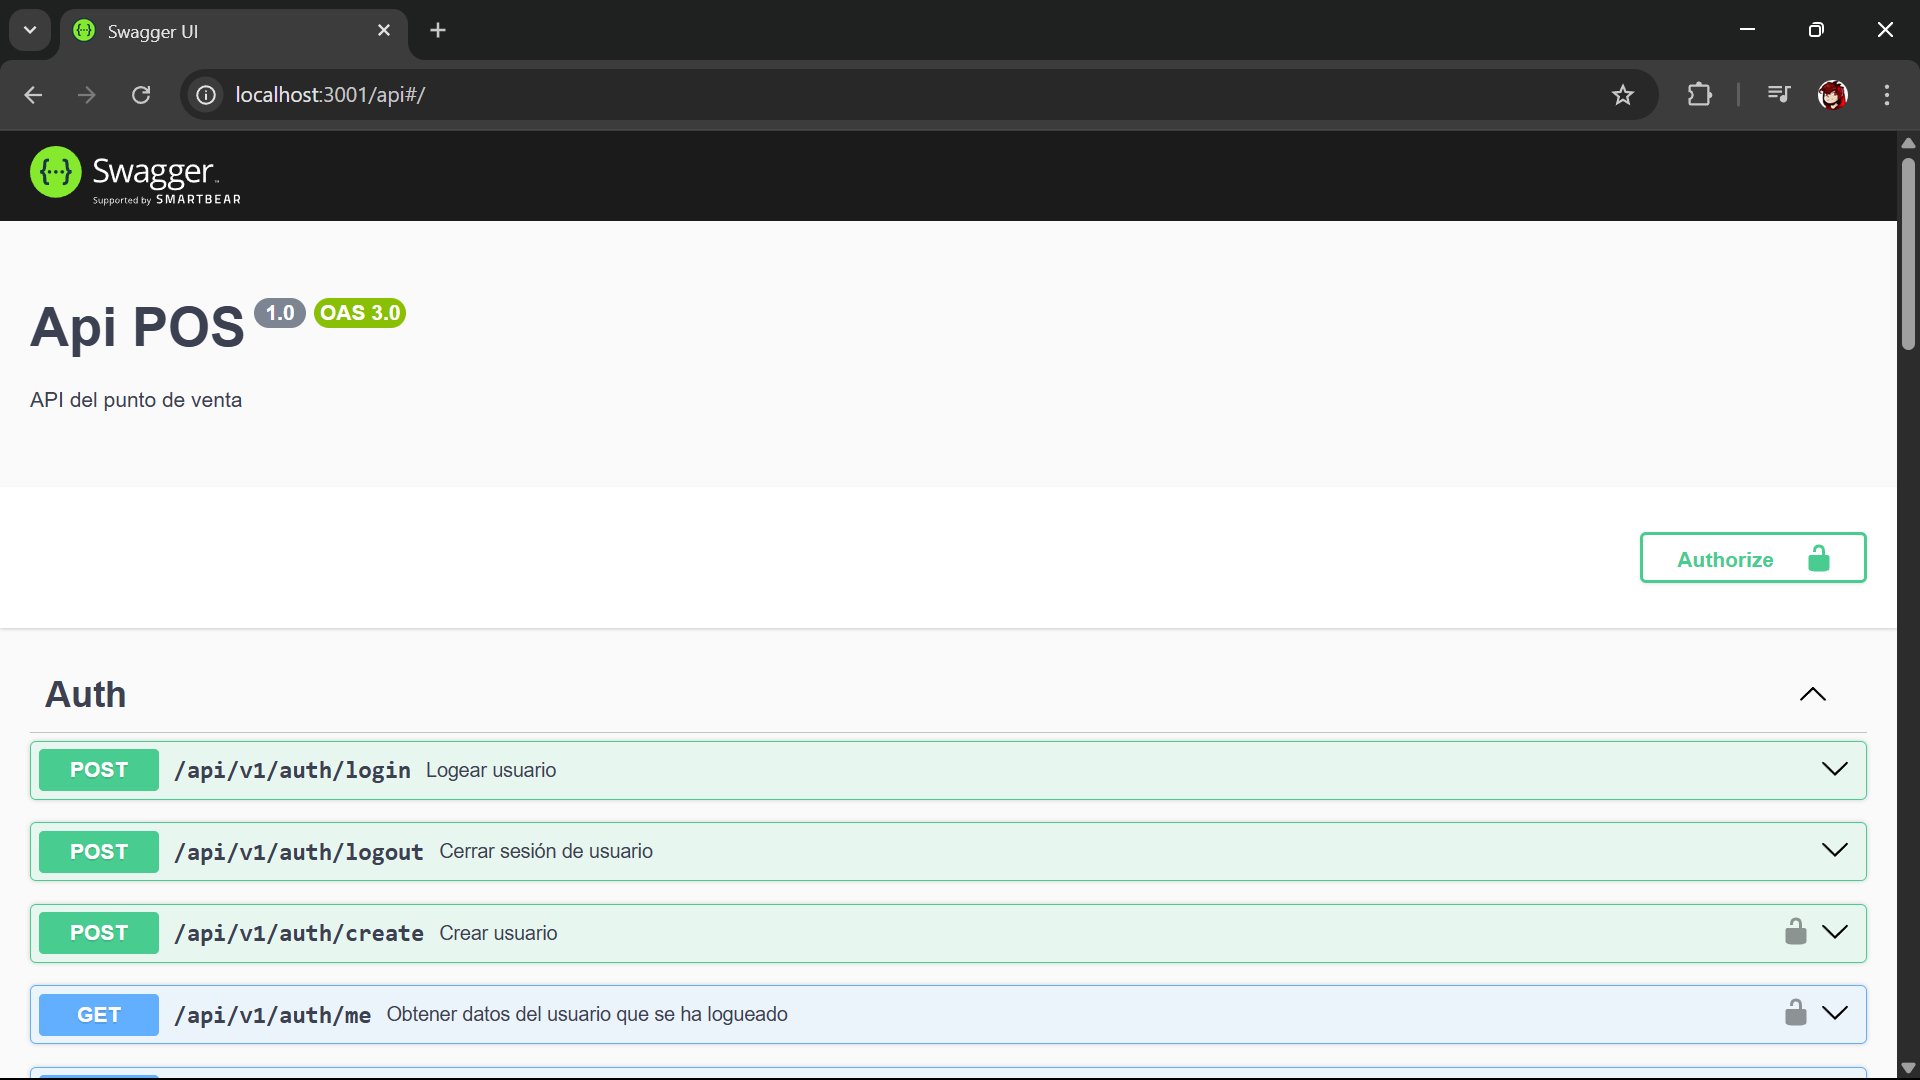 Swagger UI
localhost:3001/api#/
{...} Swagger™
Supported by SMARTBEAR
Api POS 1.0 OAS 3.0
API del punto de venta
Authorize
Auth
POST /api/v1/auth/login Logear usuario
POST /api/v1/auth/logout Cerrar sesión de usuario
POST /api/v1/auth/create Crear usuario
GET /api/v1/auth/me Obtener datos del usuario que se ha logueado